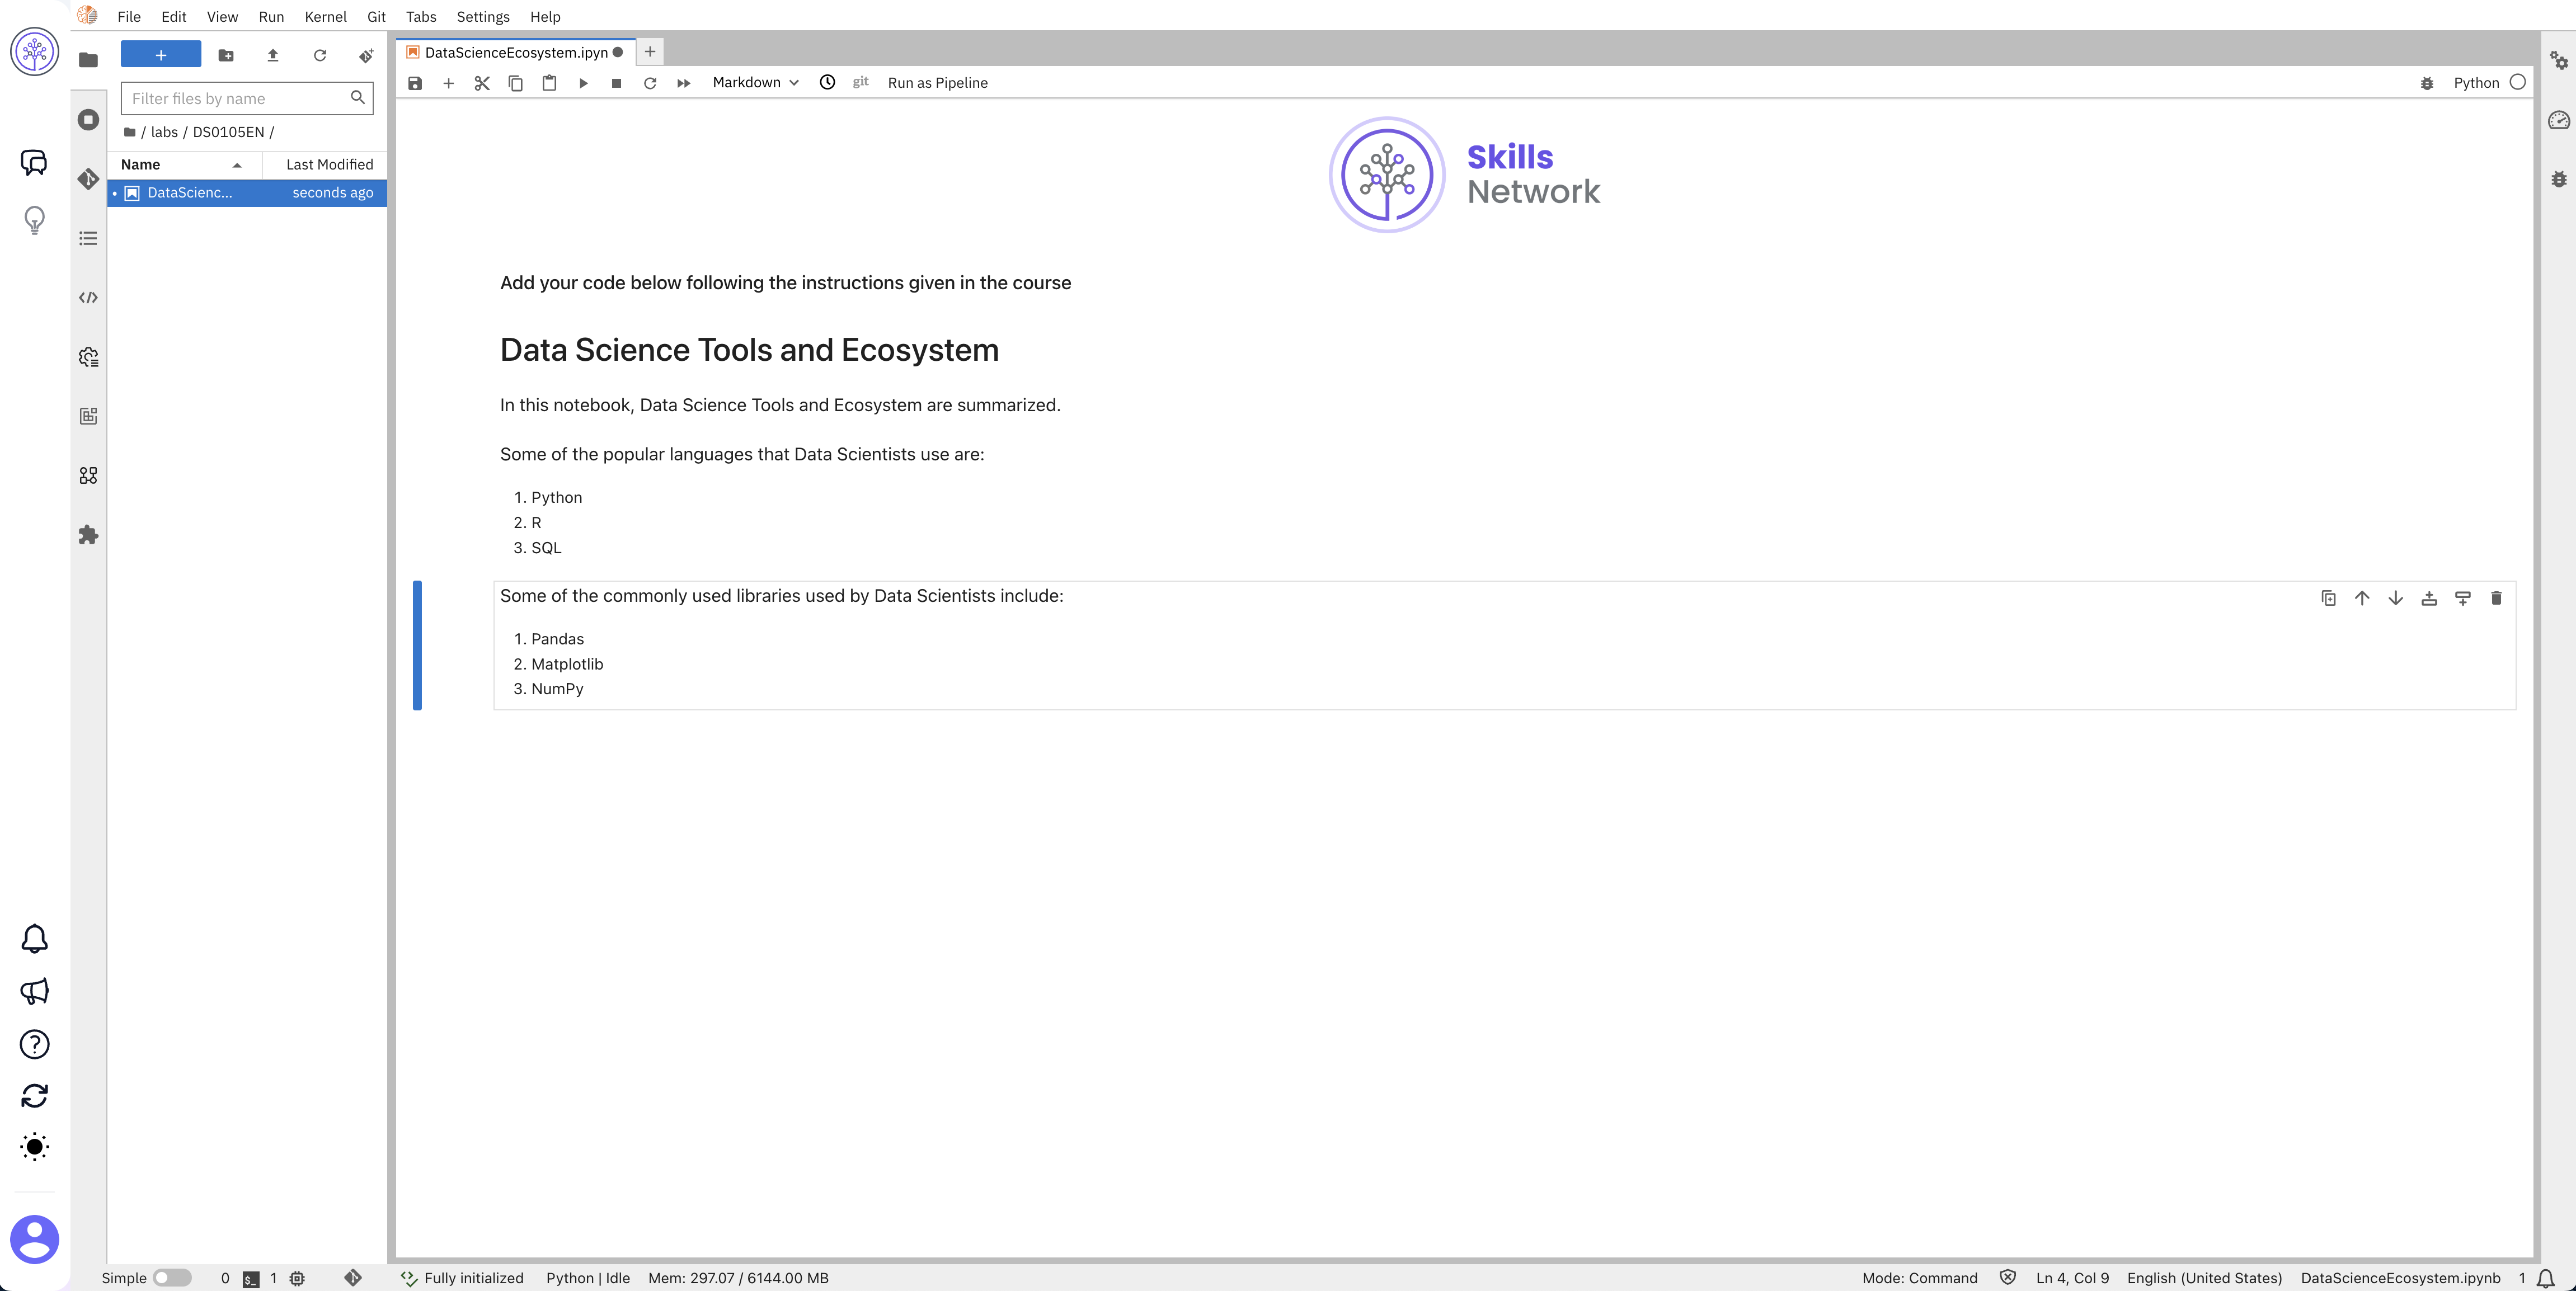 File Edit View Run Kernel Git Tabs Settings Help
DataScienceEcosystem.ipyn
Filter files by name
/ labs / DS0105EN /
Name Last Modified
DataScienc... seconds ago
Markdown git Run as Pipeline Python
Skills
Network
Add your code below following the instructions given in the course
Data Science Tools and Ecosystem
In this notebook, Data Science Tools and Ecosystem are summarized.
Some of the popular languages that Data Scientists use are:
1. Python
2. R
3. SQL
Some of the commonly used libraries used by Data Scientists include:
1. Pandas
2. Matplotlib
3. NumPy
Simple 0 $_ 1 Fully initialized Python | Idle Mem: 297.07 / 6144.00 MB Mode: Command Ln 4, Col 9 English (United States) DataScienceEcosystem.ipynb 1